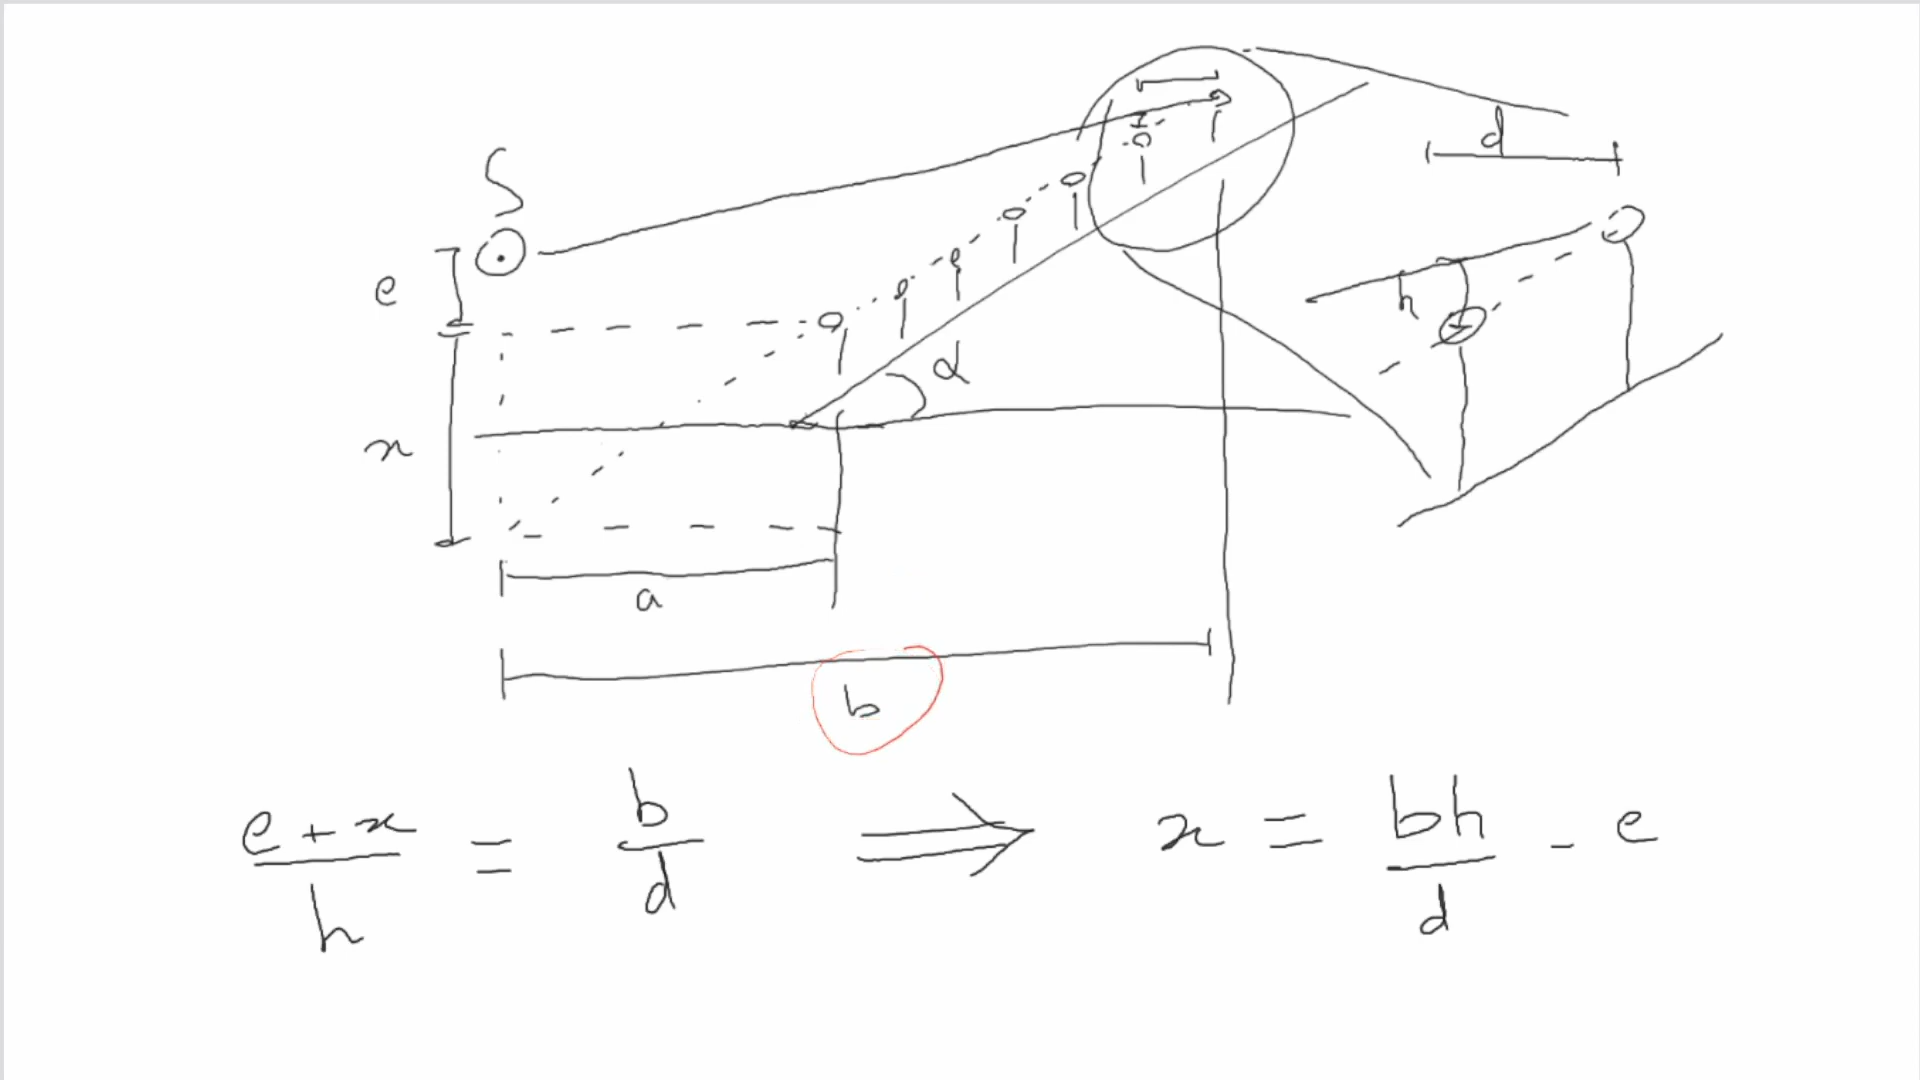 S
d
e
h
α
x
a
b
(e + x)/h = b/d ⟹ x = bh/d - e